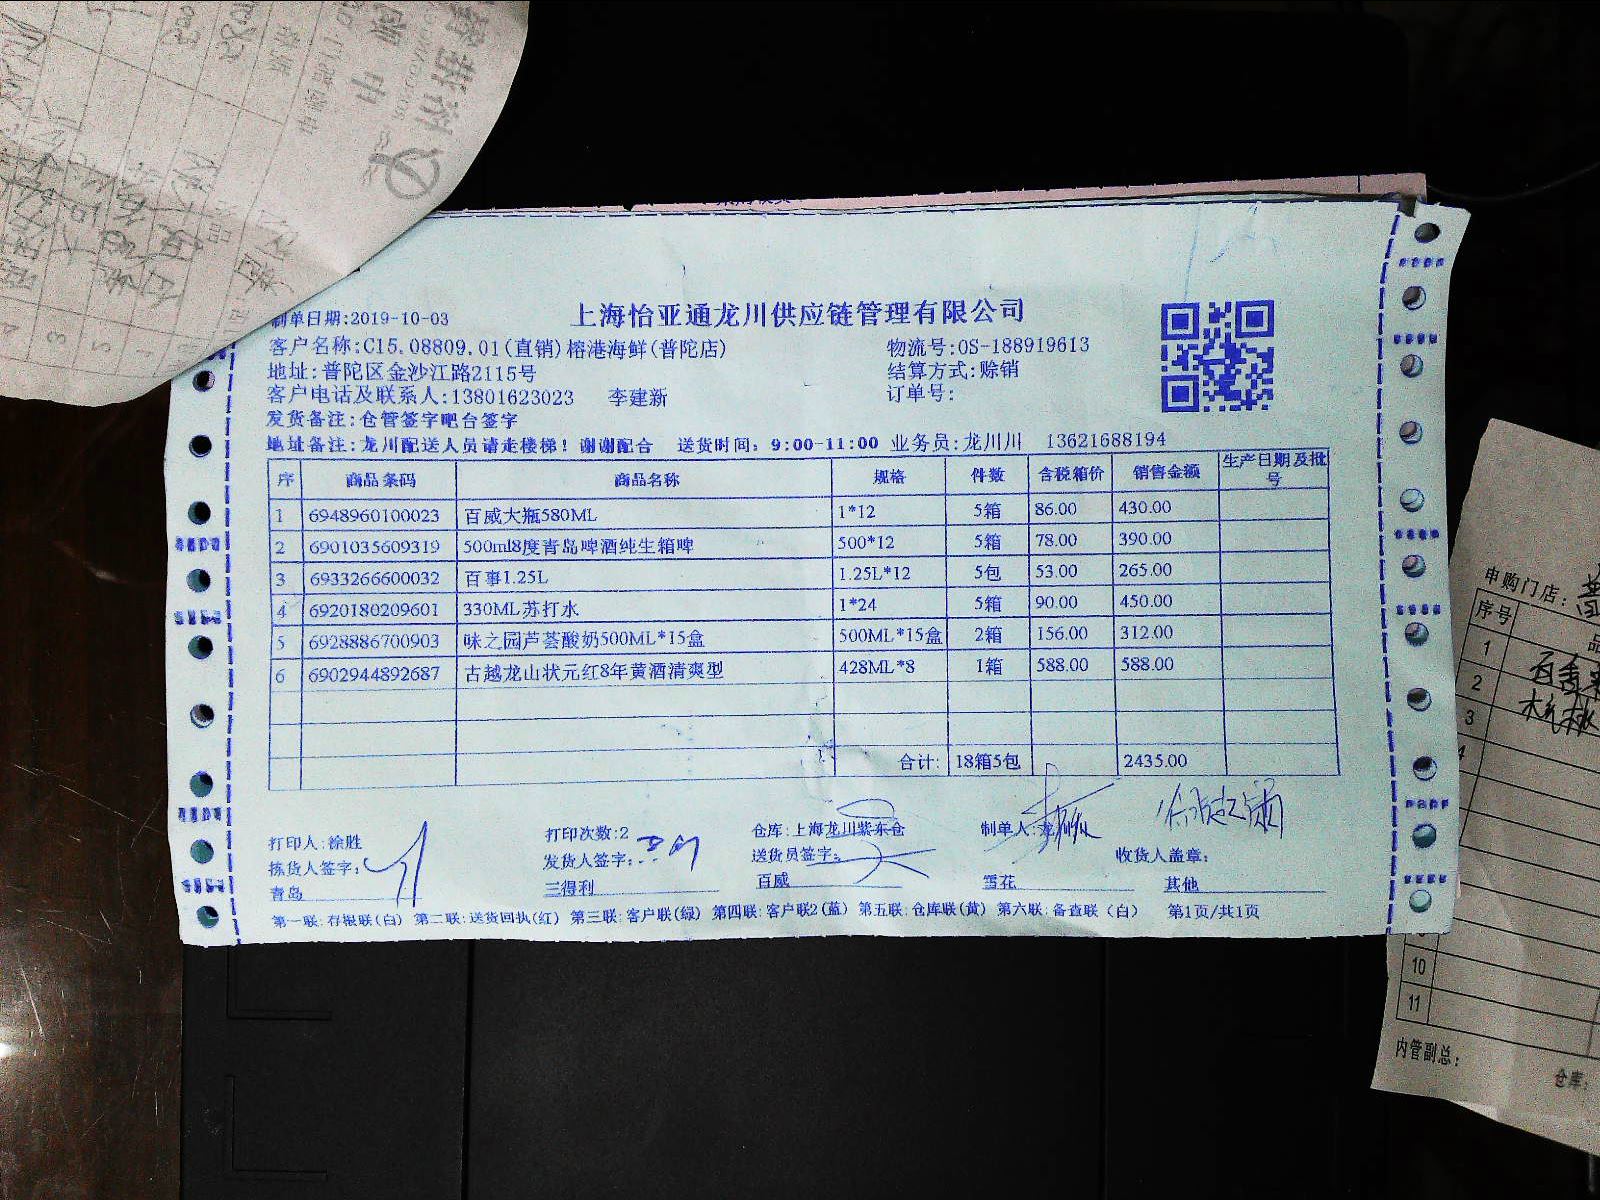 制单日期:2019-10-03
上海怡亚通龙川供应链管理有限公司
客户名称:C15.08809.01(直销)榕港海鲜(普陀店) 物流号:OS-188919613
地址:普陀区金沙江路2115号 结算方式:赊销
客户电话及联系人:13801623023 李建新 订单号:
发货备注:仓管签字吧台签字
地址备注:龙川配送人员请走楼梯！谢谢配合 送货时间：9:00-11:00 业务员:龙川川 13621688194
序 商品条码 商品名称 规格 件数 含税箱价 销售金额 生产日期及批号
1 6948960100023 百威大瓶580ML 1*12 5箱 86.00 430.00
2 6901035609319 500ml8度青岛啤酒纯生箱啤 500*12 5箱 78.00 390.00
3 6933266600032 百事1.25L 1.25L*12 5包 53.00 265.00
4 6920180209601 330ML苏打水 1*24 5箱 90.00 450.00
5 6928886700903 味之园芦荟酸奶500ML*15盒 500ML*15盒 2箱 156.00 312.00
6 6902944892687 古越龙山状元红8年黄酒清爽型 428ML*8 1箱 588.00 588.00
合计: 18箱5包 2435.00
打印人:涂胜 打印次数:2 仓库:上海龙川紫东仓 制单人:
拣货人签字: 发货人签字: 送货员签字: 收货人盖章:
青岛 三得利 百威 雪花 其他
第一联:存根联(白) 第二联:送货回执(红) 第三联:客户联(绿) 第四联:客户联2(蓝) 第五联:仓库联(黄) 第六联:备查联(白) 第1页/共1页
申购门店:
序号 品
1
2
3
4
10
11
内管副总:
仓库: